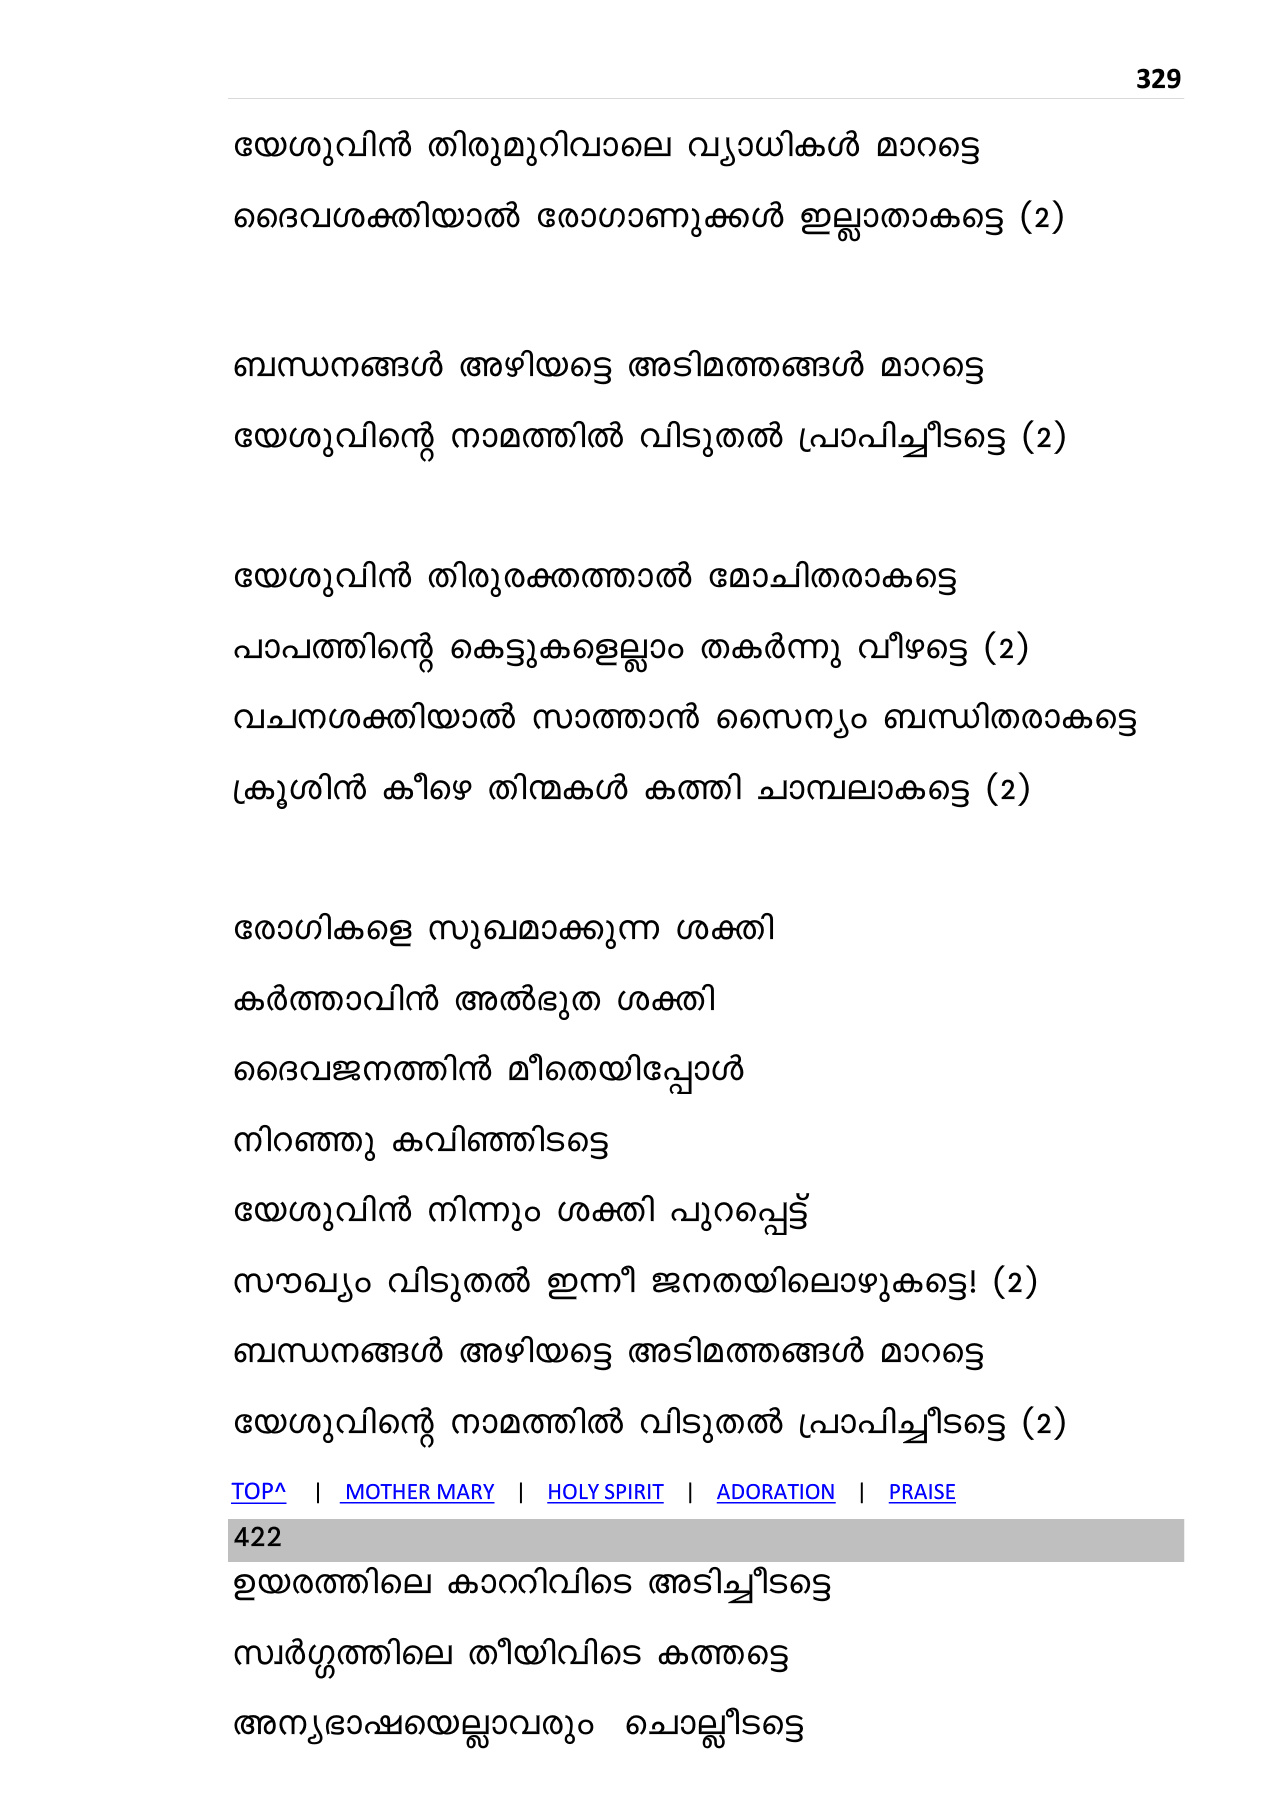 329
യേശുവിൻ തിരുമുറിവാലെ വ്യാധികൾ മാറട്ടെ
ദൈവശക്തിയാൽ രോഗാണുക്കൾ ഇല്ലാതാകട്ടെ (2)
ബന്ധനങ്ങൾ അഴിയട്ടെ അടിമത്തങ്ങൾ മാറട്ടെ
യേശുവിന്റെ നാമത്തിൽ വിടുതൽ പ്രാപിച്ചീടട്ടെ (2)
യേശുവിൻ തിരുരക്തത്താൽ മോചിതരാകട്ടെ
പാപത്തിന്റെ കെട്ടുകളെല്ലാം തകർന്നു വീഴട്ടെ (2)
വചനശക്തിയാൽ സാത്താൻ സൈന്യം ബന്ധിതരാകട്ടെ
ക്രൂശിൻ കീഴെ തിന്മകൾ കത്തി ചാമ്പലാകട്ടെ (2)
രോഗികളെ സുഖമാക്കുന്ന ശക്തി
കർത്താവിൻ അൽഭുത ശക്തി
ദൈവജനത്തിൻ മീതെയിപ്പോൾ
നിറഞ്ഞു കവിഞ്ഞിടട്ടെ
യേശുവിൻ നിന്നും ശക്തി പുറപ്പെട്ട്
സൗഖ്യം വിടുതൽ ഇന്നീ ജനതയിലൊഴുകട്ടെ! (2)
ബന്ധനങ്ങൾ അഴിയട്ടെ അടിമത്തങ്ങൾ മാറട്ടെ
യേശുവിന്റെ നാമത്തിൽ വിടുതൽ പ്രാപിച്ചീടട്ടെ (2)
TOP^ | MOTHER MARY | HOLY SPIRIT | ADORATION | PRAISE
422
ഉയരത്തിലെ കാററിവിടെ അടിച്ചീടട്ടെ
സ്വർഗ്ഗത്തിലെ തീയിവിടെ കത്തട്ടെ
അന്യഭാഷയെല്ലാവരും ചൊല്ലീടട്ടെ